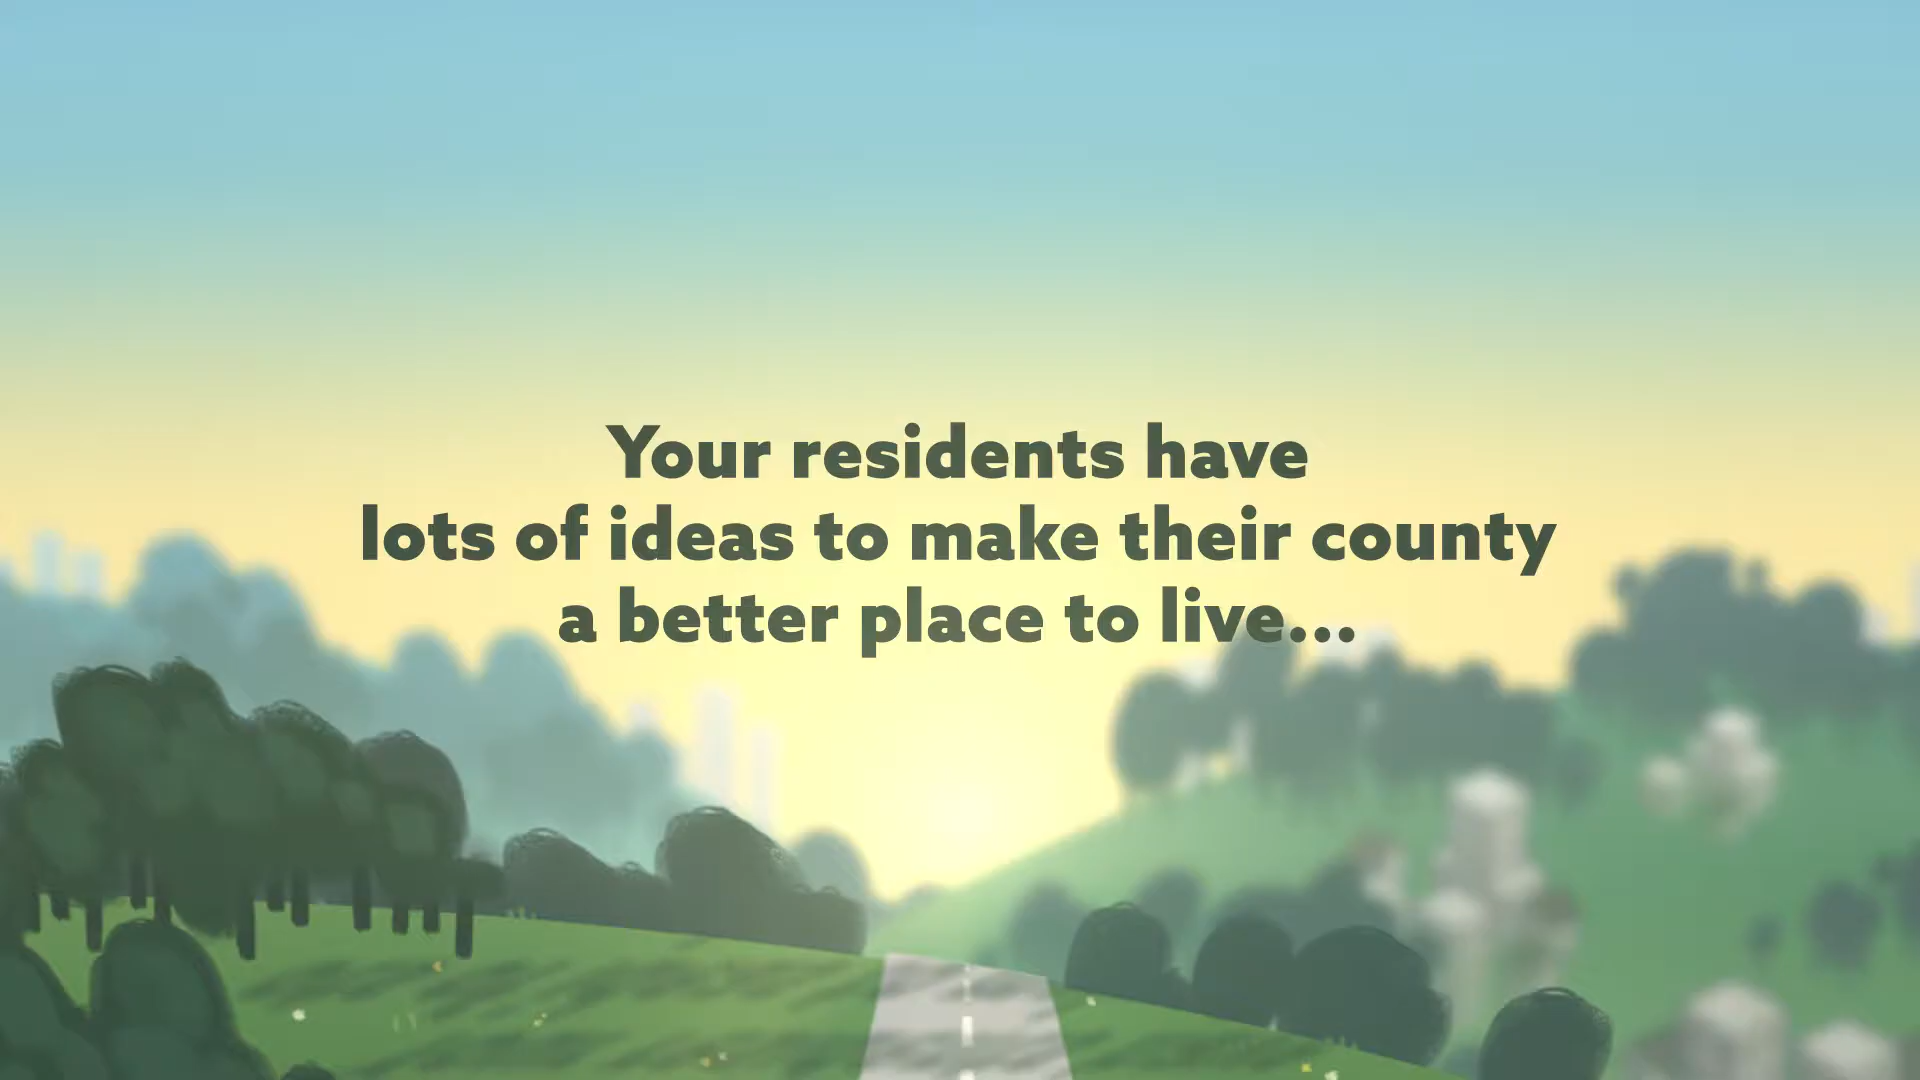 Your residents have
lots of ideas to make their county
a better place to live...